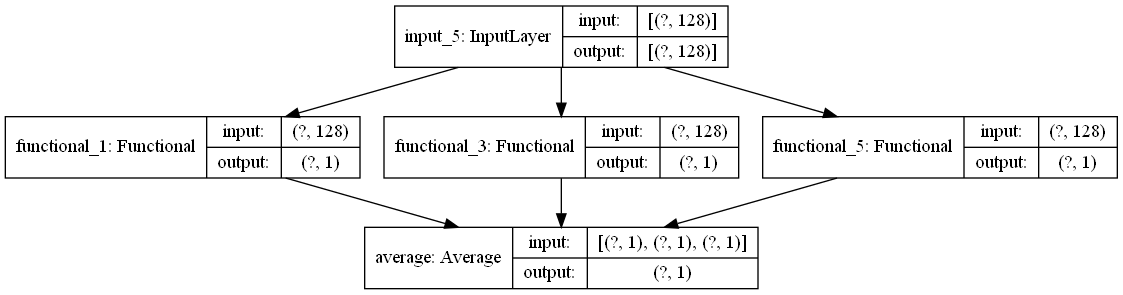 input_5: InputLayer
input: [(?, 128)]
output: [(?, 128)]
functional_1: Functional
input: (?, 128)
output: (?, 1)
functional_3: Functional
input: (?, 128)
output: (?, 1)
functional_5: Functional
input: (?, 128)
output: (?, 1)
average: Average
input: [(?, 1), (?, 1), (?, 1)]
output: (?, 1)